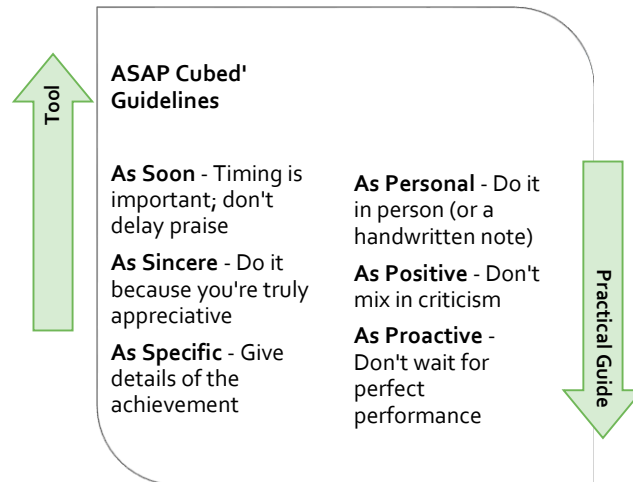 Tool
ASAP Cubed'
Guidelines
As Soon - Timing is
important; don't
delay praise
As Sincere - Do it
because you're truly
appreciative
As Specific - Give
details of the
achievement
As Personal - Do it
in person (or a
handwritten note)
As Positive - Don't
mix in criticism
As Proactive -
Don't wait for
perfect
performance
Practical Guide